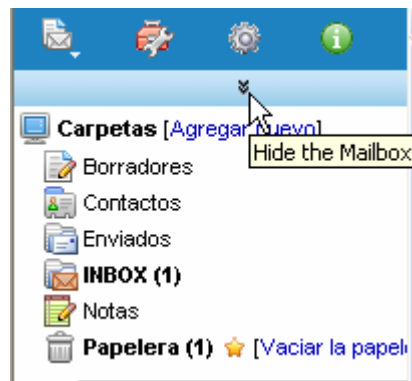 Carpetas [Agregar Nuevo]
Hide the Mailbox
Borradores
Contactos
Enviados
INBOX (1)
Notas
Papelera (1) [Vaciar la papel